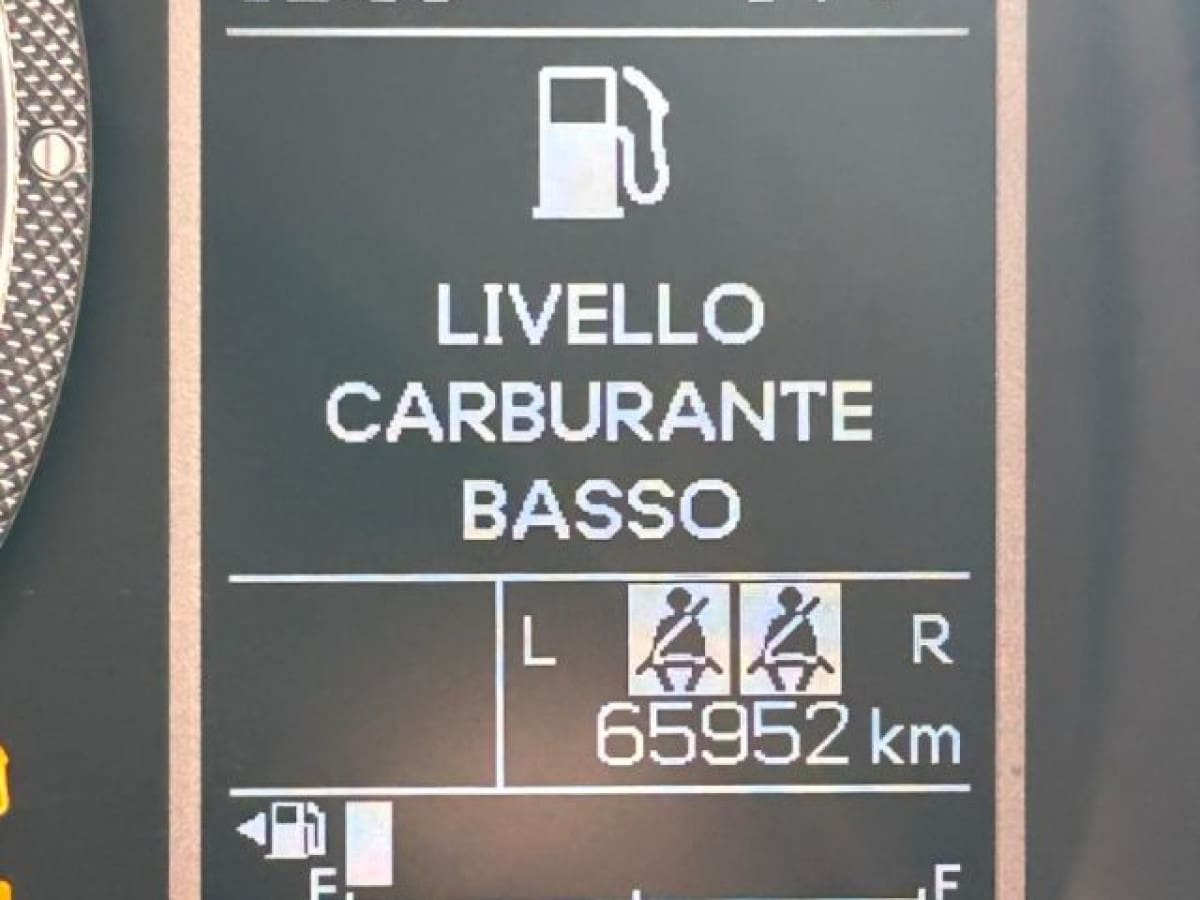 LIVELLO
CARBURANTE
BASSO
L R
65952 km
E F